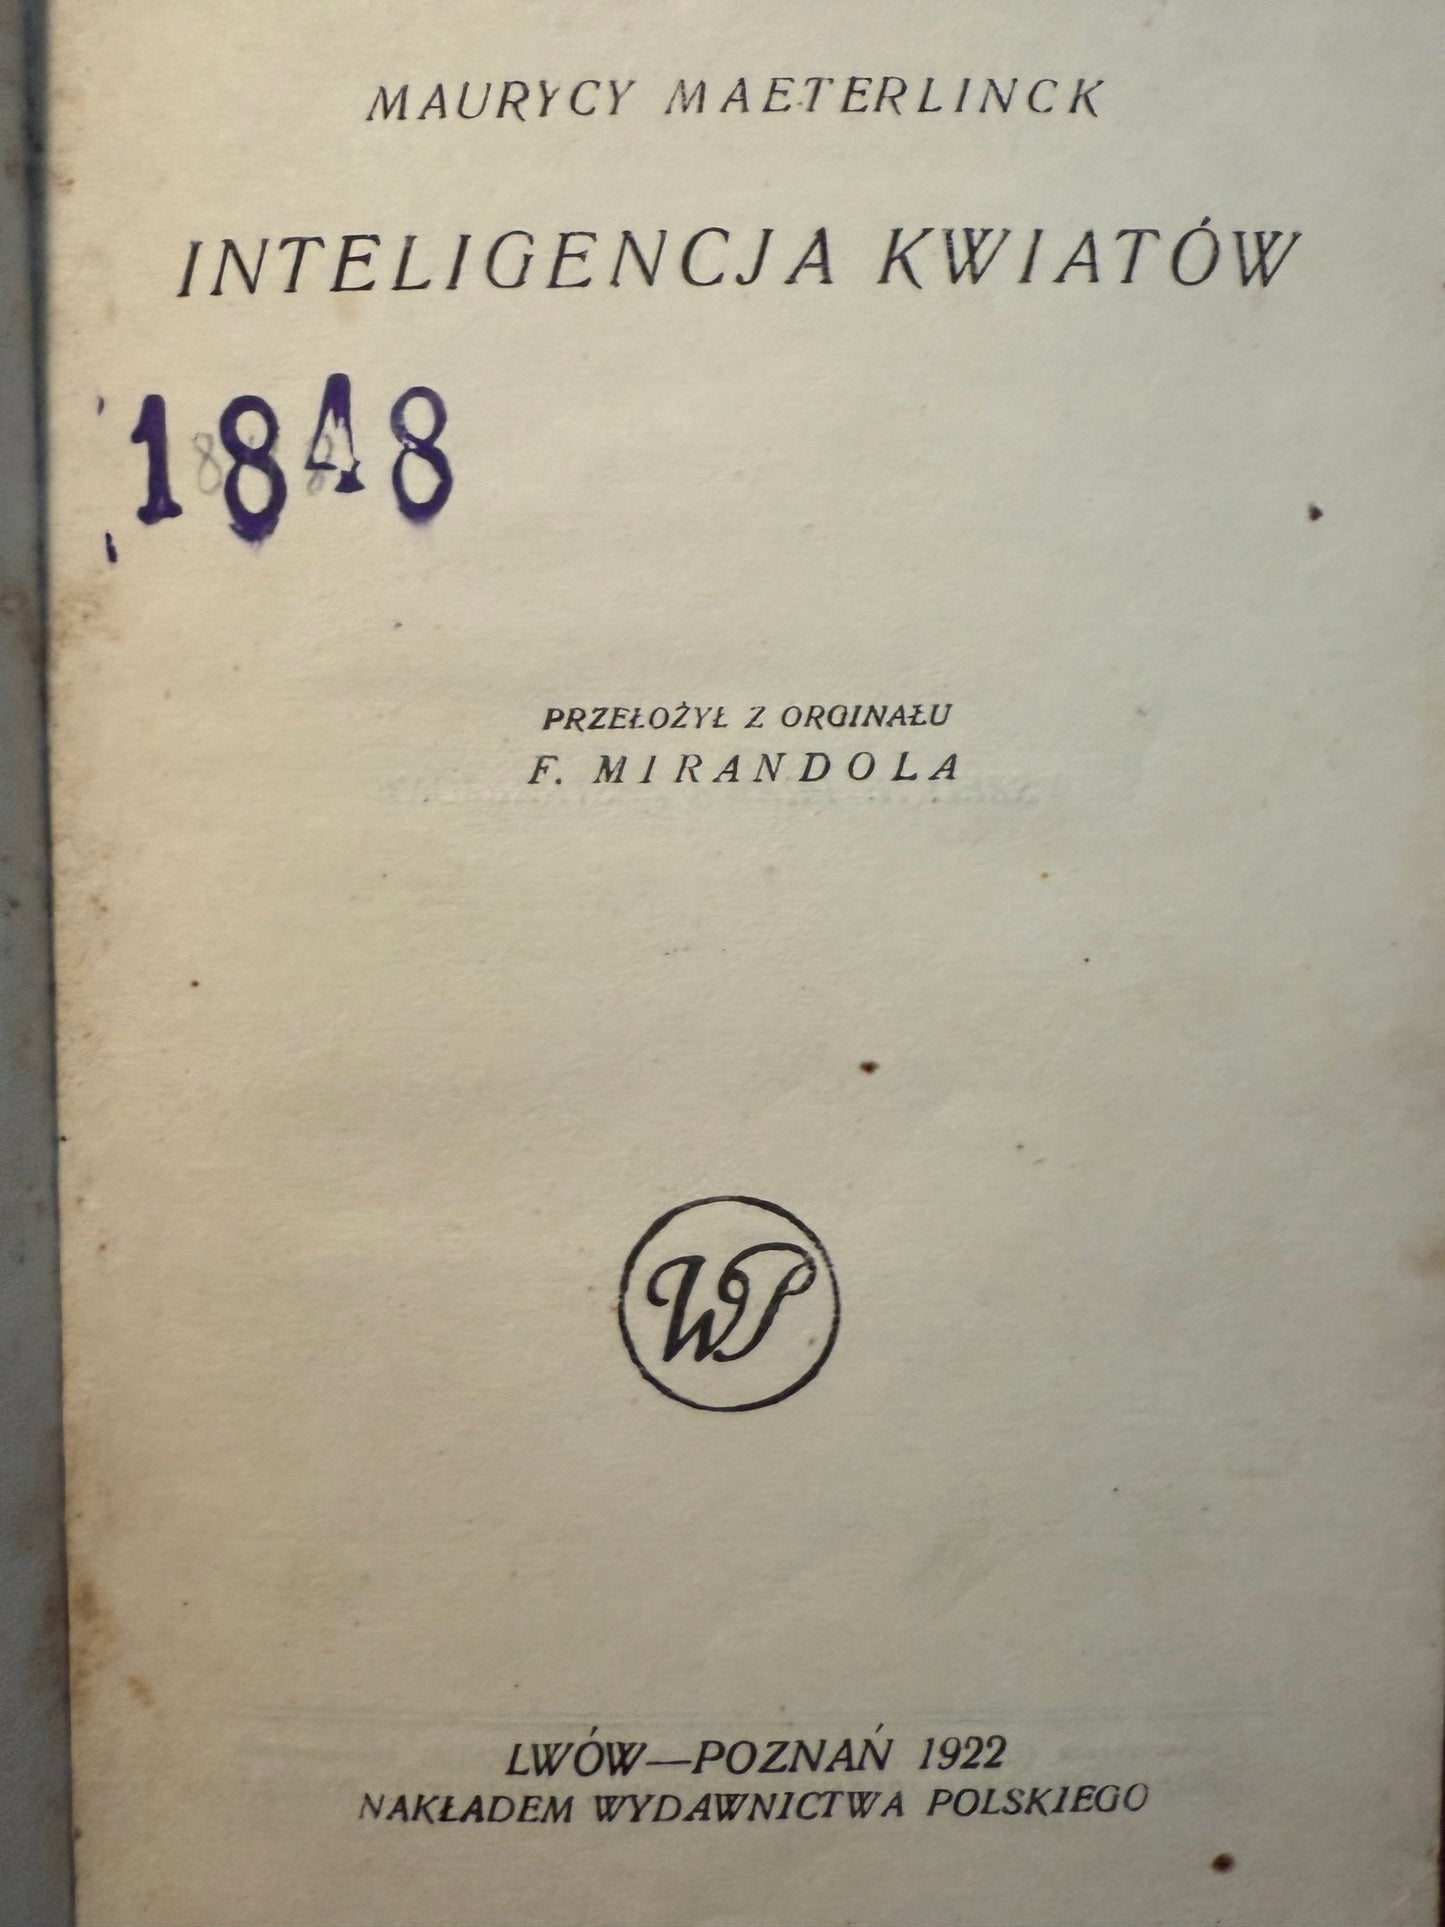 MAURYCY MAETERLINCK
INTELIGENCJA KWIATÓW
1848
PRZEŁOŻYŁ Z ORGINAŁU
F. MIRANDOLA
WP
LWÓW—POZNAŃ 1922
NAKŁADEM WYDAWNICTWA POLSKIEGO